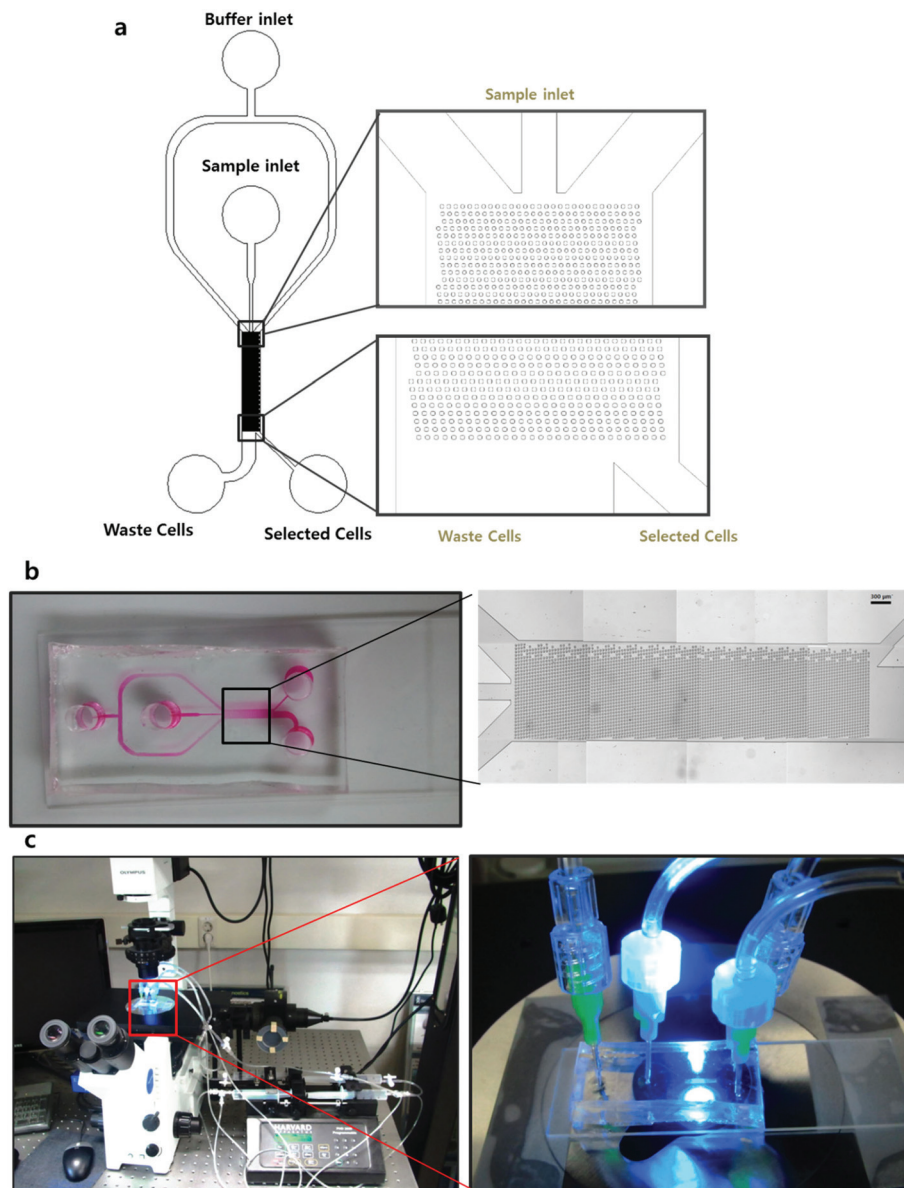 a
Buffer inlet
Sample inlet
Sample inlet
Waste Cells
Selected Cells
Waste Cells
Selected Cells
b
300 µm
c
OLYMPUS
HARVARD